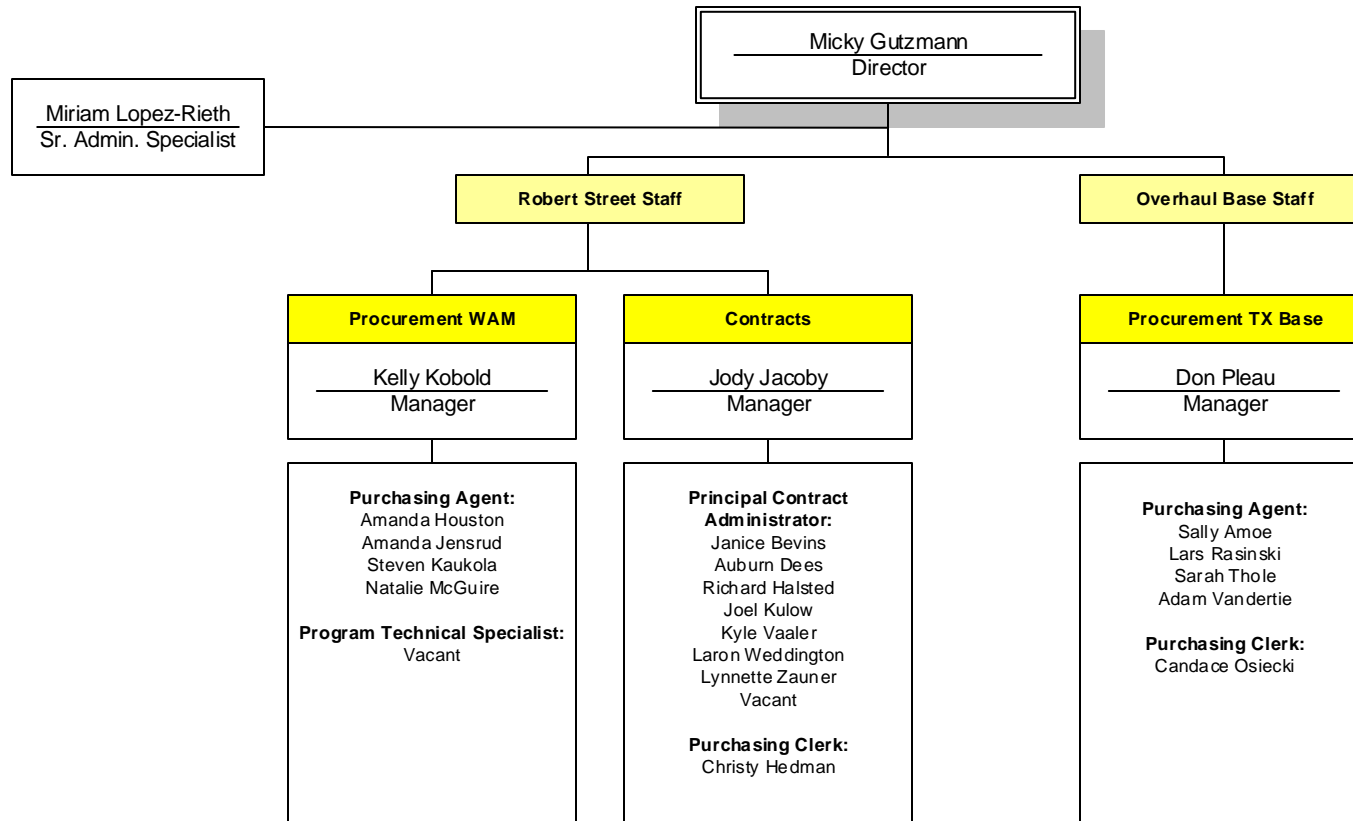 Micky Gutzmann
Director
Miriam Lopez-Rieth
Sr. Admin. Specialist
Robert Street Staff
Overhaul Base Staff
Procurement WAM
Kelly Kobold
Manager
Purchasing Agent:
Amanda Houston
Amanda Jensrud
Steven Kaukola
Natalie McGuire
Program Technical Specialist:
Vacant
Contracts
Jody Jacoby
Manager
Principal Contract
Administrator:
Janice Bevins
Auburn Dees
Richard Halsted
Joel Kulow
Kyle Vaaler
Laron Weddington
Lynnette Zauner
Vacant
Purchasing Clerk:
Christy Hedman
Procurement TX Base
Don Pleau
Manager
Purchasing Agent:
Sally Amoe
Lars Rasinski
Sarah Thole
Adam Vandertie
Purchasing Clerk:
Candace Osiecki